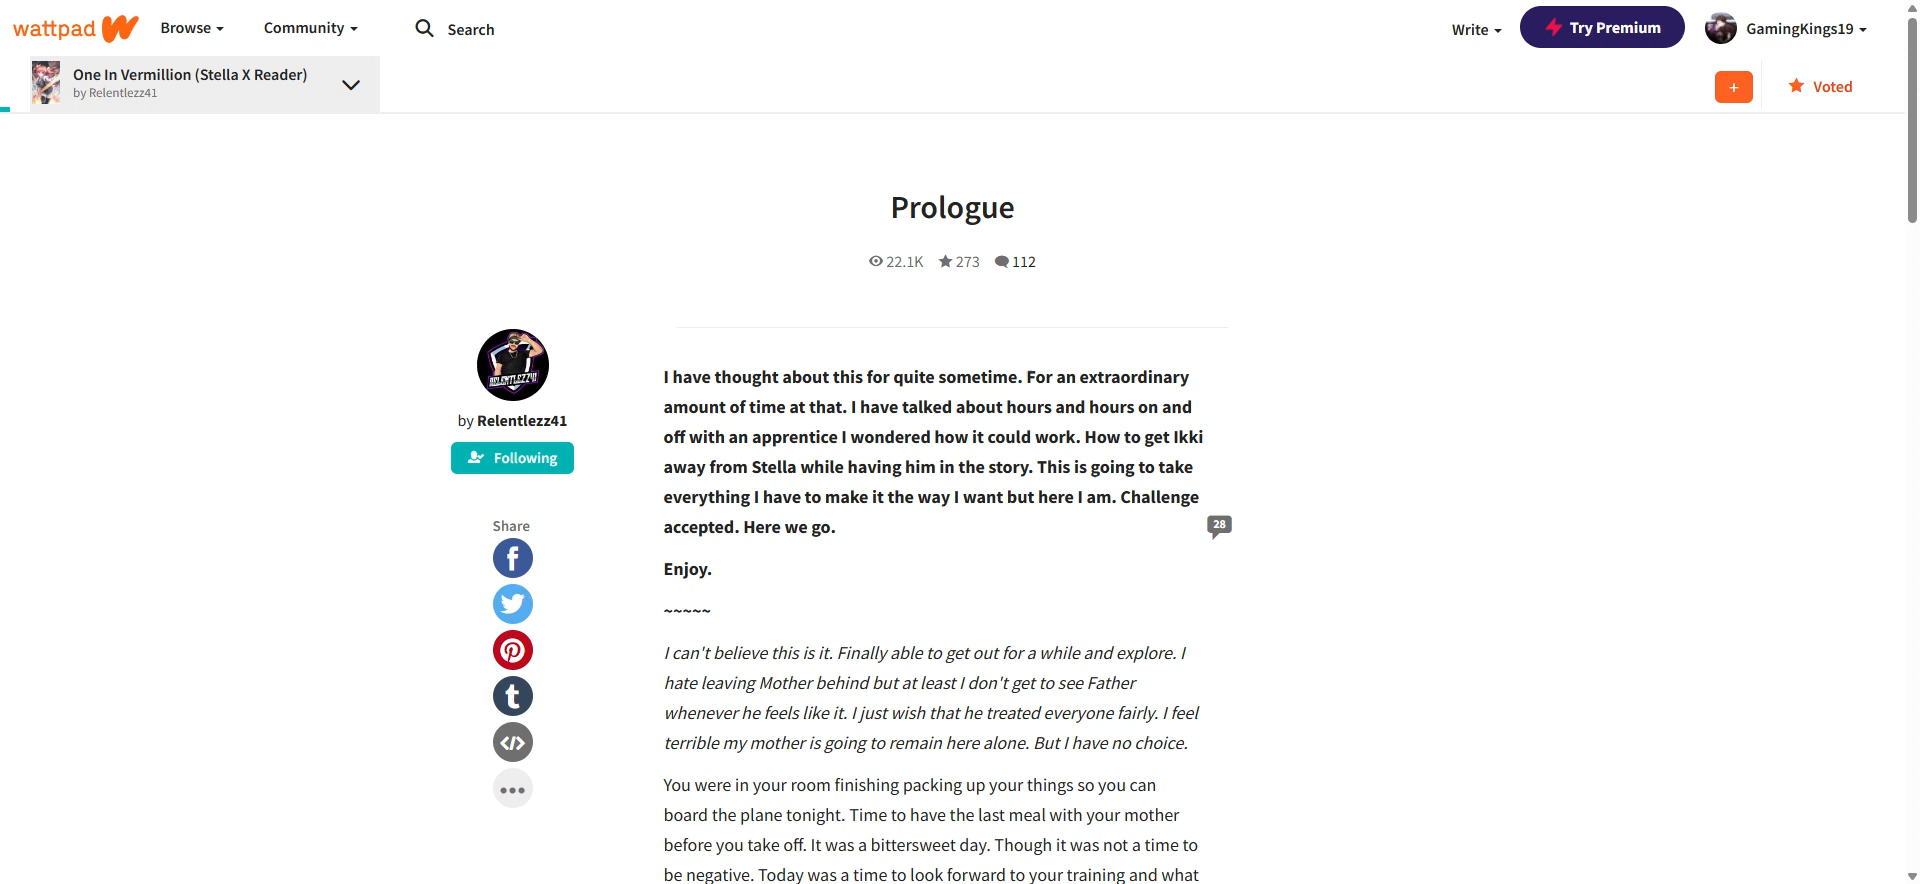 wattpad Browse Community Search Write Try Premium GamingKings19
One In Vermillion (Stella X Reader)
by Relentlezz41
+ Voted
Prologue
22.1K 273 112
RELENTLEZZ41
by Relentlezz41
Following
Share
I have thought about this for quite sometime. For an extraordinary
amount of time at that. I have talked about hours and hours on and
off with an apprentice I wondered how it could work. How to get Ikki
away from Stella while having him in the story. This is going to take
everything I have to make it the way I want but here I am. Challenge
accepted. Here we go.
28
Enjoy.
~~~~~
I can't believe this is it. Finally able to get out for a while and explore. I
hate leaving Mother behind but at least I don't get to see Father
whenever he feels like it. I just wish that he treated everyone fairly. I feel
terrible my mother is going to remain here alone. But I have no choice.
You were in your room finishing packing up your things so you can
board the plane tonight. Time to have the last meal with your mother
before you take off. It was a bittersweet day. Though it was not a time to
be negative. Today was a time to look forward to your training and what